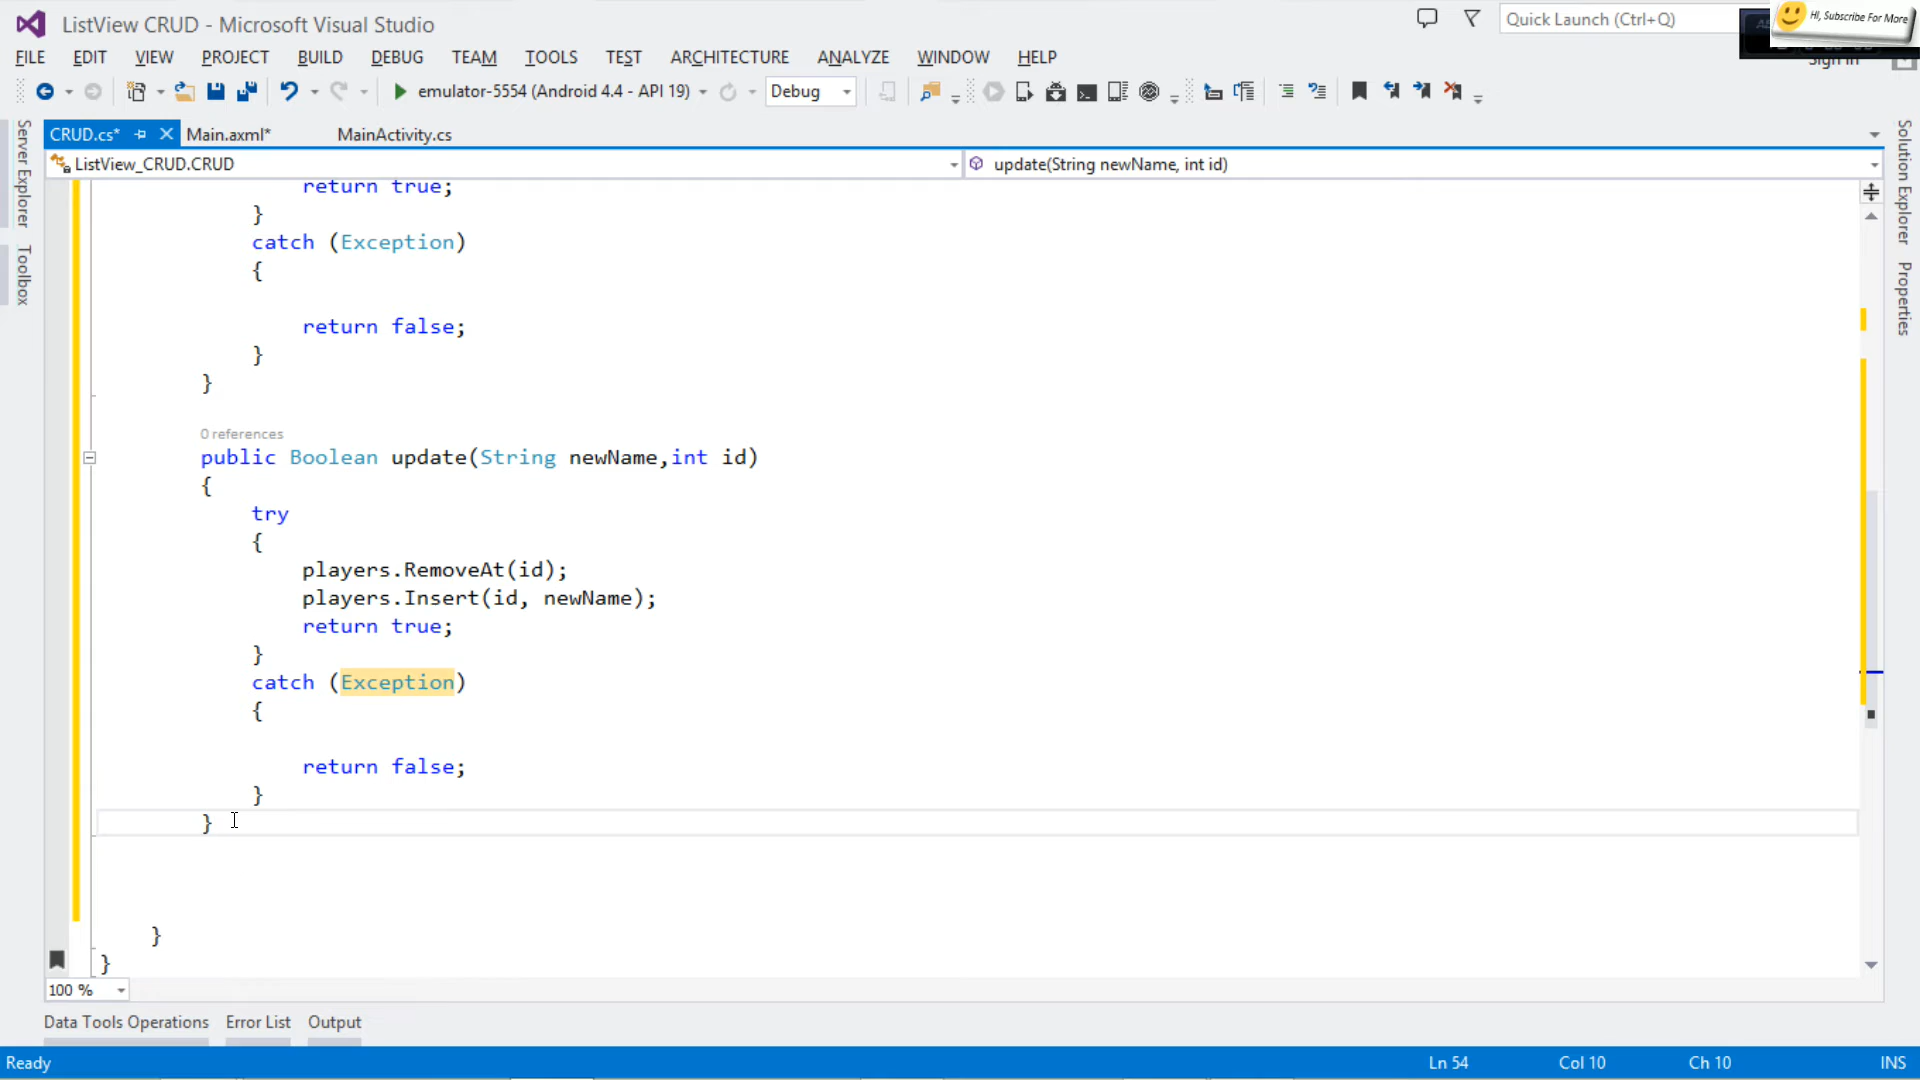 ListView CRUD - Microsoft Visual Studio
Quick Launch (Ctrl+Q)
HI, Subscribe For More
FILE EDIT VIEW PROJECT BUILD DEBUG TEAM TOOLS TEST ARCHITECTURE ANALYZE WINDOW HELP
Sign in
emulator-5554 (Android 4.4 - API 19)
Debug
CRUD.cs*
Main.axml*
MainActivity.cs
ListView_CRUD.CRUD
update(String newName, int id)
Server Explorer
Toolbox
Solution Explorer
Properties
return true;
}
catch (Exception)
{
return false;
}
}
0 references
public Boolean update(String newName,int id)
{
try
{
players.RemoveAt(id);
players.Insert(id, newName);
return true;
}
catch (Exception)
{
return false;
}
}
}
}
100 %
Data Tools Operations Error List Output
Ready
Ln 54
Col 10
Ch 10
INS